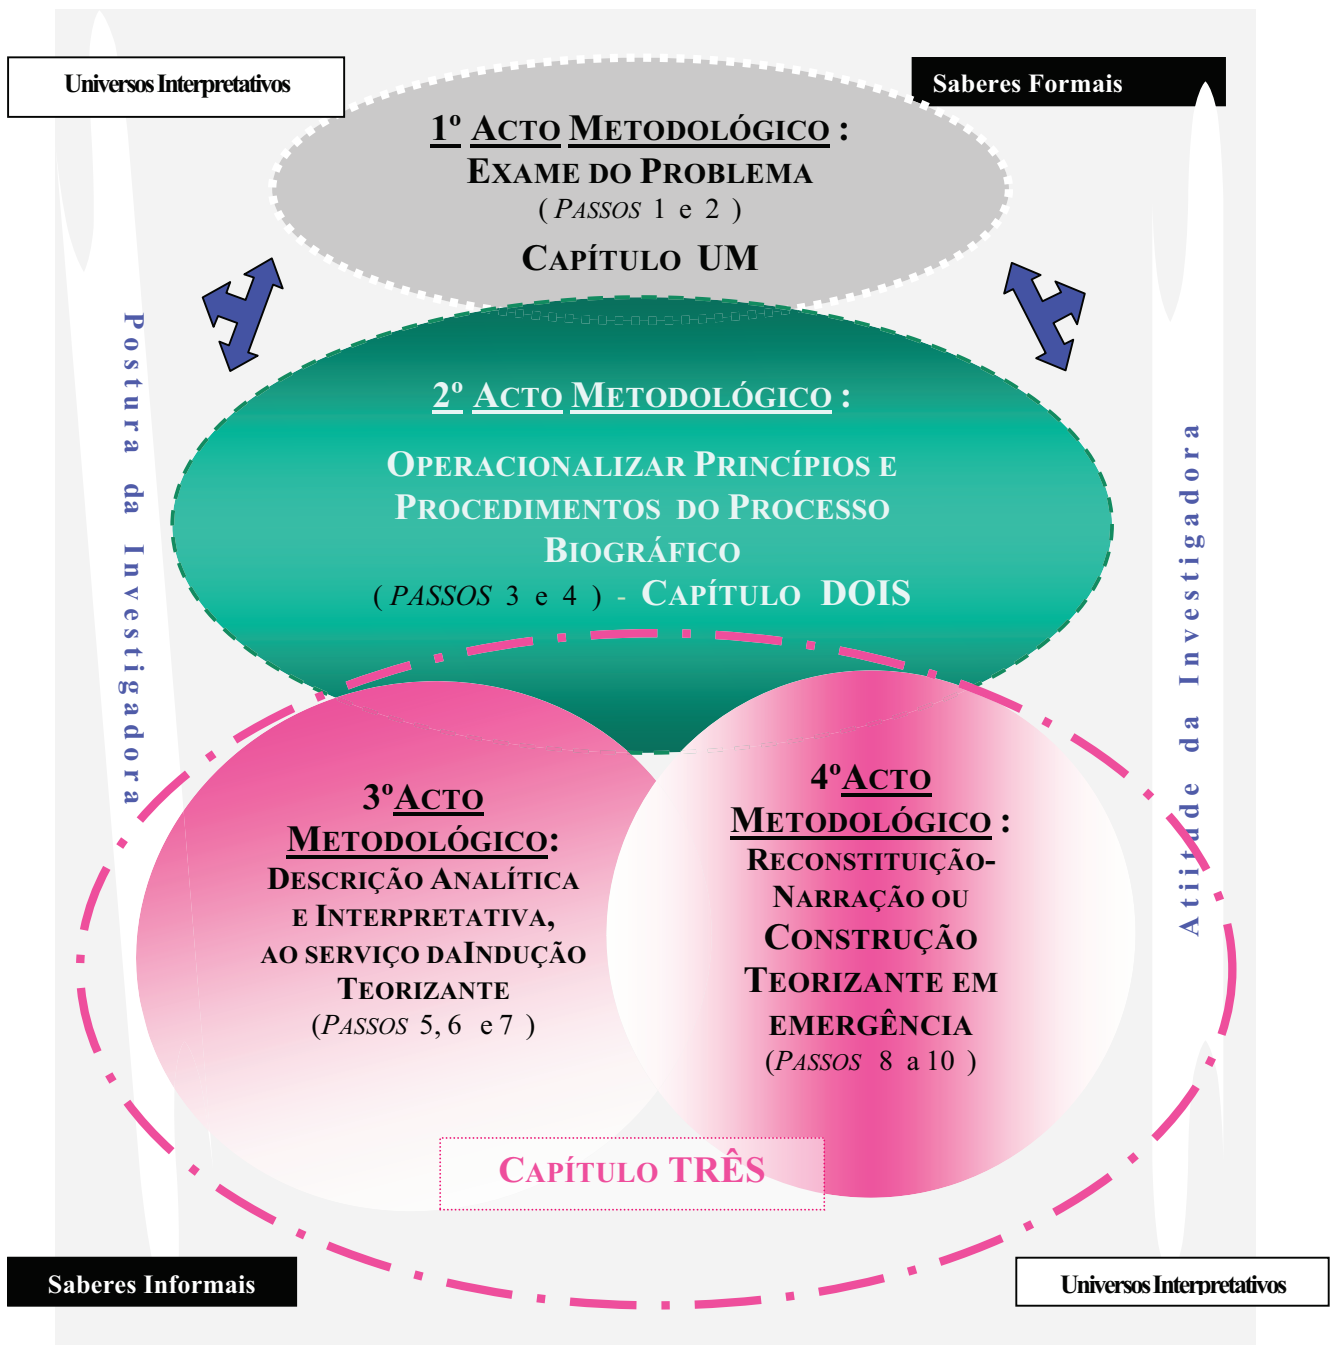 Universos Interpretativos
Saberes Formais
1º ACTO METODOLÓGICO :
EXAME DO PROBLEMA
( PASSOS 1 e 2 )
CAPÍTULO UM
Postura da Investigadora
2º ACTO METODOLÓGICO :
OPERACIONALIZAR PRINCÍPIOS E
PROCEDIMENTOS DO PROCESSO
BIOGRÁFICO
( PASSOS 3 e 4 ) - CAPÍTULO DOIS
Atiitude da Investigadora
3ºACTO
METODOLÓGICO:
DESCRIÇÃO ANALÍTICA
E INTERPRETATIVA,
AO SERVIÇO DAINDUÇÃO
TEORIZANTE
(PASSOS 5, 6 e 7 )
4ºACTO
METODOLÓGICO :
RECONSTITUIÇÃO-
NARRAÇÃO OU
CONSTRUÇÃO
TEORIZANTE EM
EMERGÊNCIA
(PASSOS 8 a 10 )
CAPÍTULO TRÊS
Saberes Informais
Universos Interpretativos